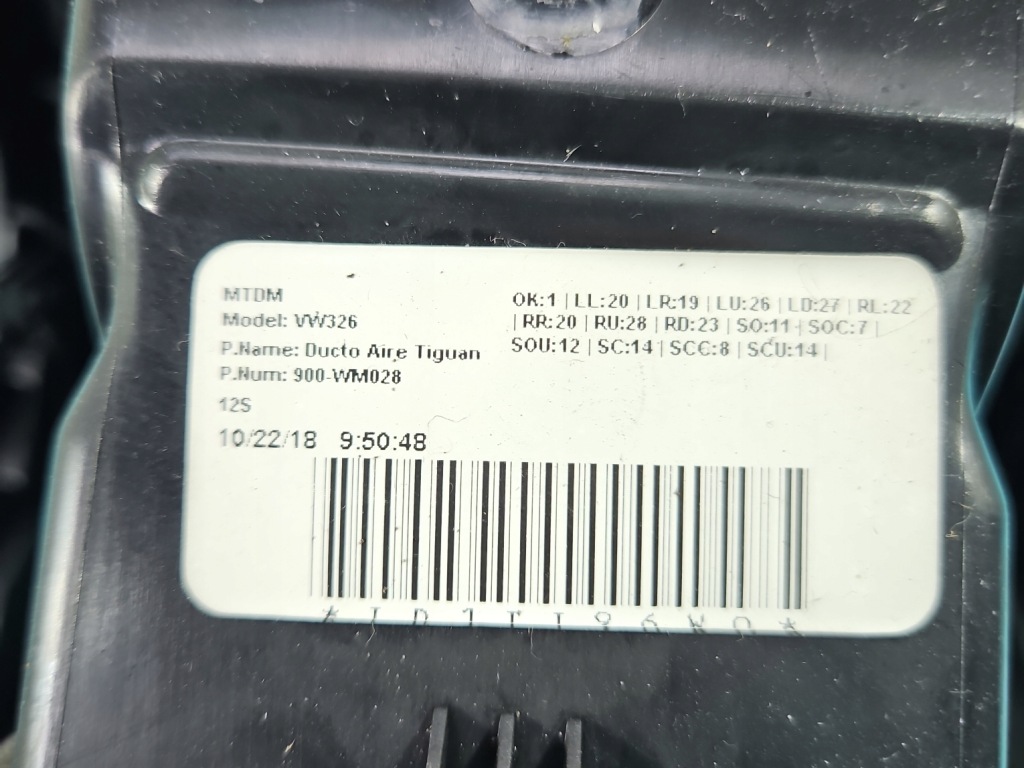 MTDM
Model: VW326
P.Name: Ducto Aire Tiguan
P.Num: 900-WM028
12S
10/22/18 9:50:48
OK:1 | LL:20 | LR:19 | LU:26 | LD:27 | RL:22
| RR:20 | RU:28 | RD:23 | SO:11 | SOC:7 |
SOU:12 | SC:14 | SCC:8 | SCU:14 |